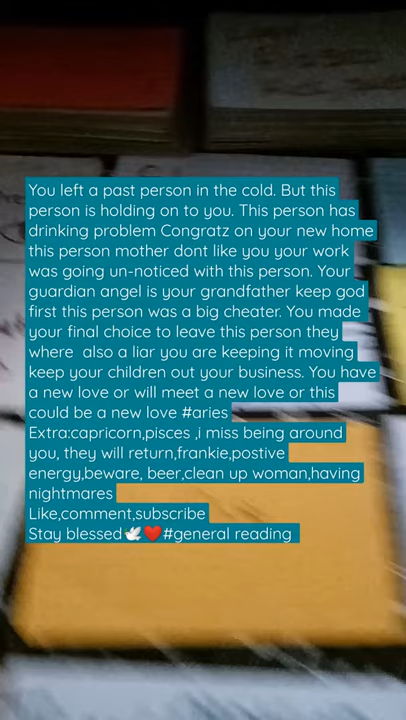 You left a past person in the cold. But this
person is holding on to you. This person has
drinking problem Congratz on your new home
this person mother dont like you your work
was going un-noticed with this person. Your
guardian angel is your grandfather keep god
first this person was a big cheater. You made
your final choice to leave this person they
where also a liar you are keeping it moving
keep your children out your business. You have
a new love or will meet a new love or this
could be a new love #aries
Extra:capricorn,pisces ,i miss being around
you, they will return,frankie,postive
energy,beware, beer,clean up woman,having
nightmares
Like,comment,subscribe
Stay blessed🕊️❤️#general reading